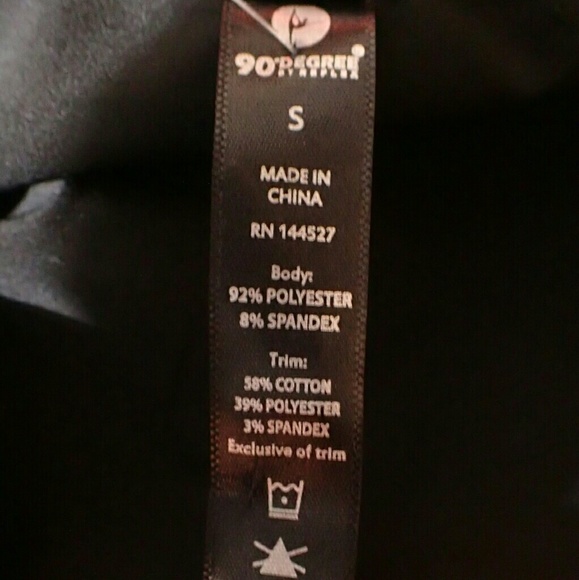 90°DEGREE®
BY REFLEX
S
MADE IN
CHINA
RN 144527
Body:
92% POLYESTER
8% SPANDEX
Trim:
58% COTTON
39% POLYESTER
3% SPANDEX
Exclusive of trim